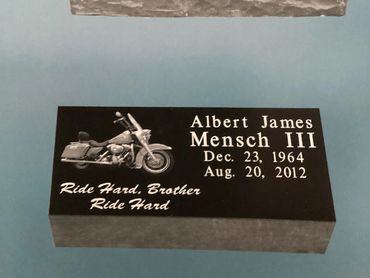 Albert James
Mensch III
Dec. 23, 1964
Aug. 20, 2012
Ride Hard, Brother
Ride Hard